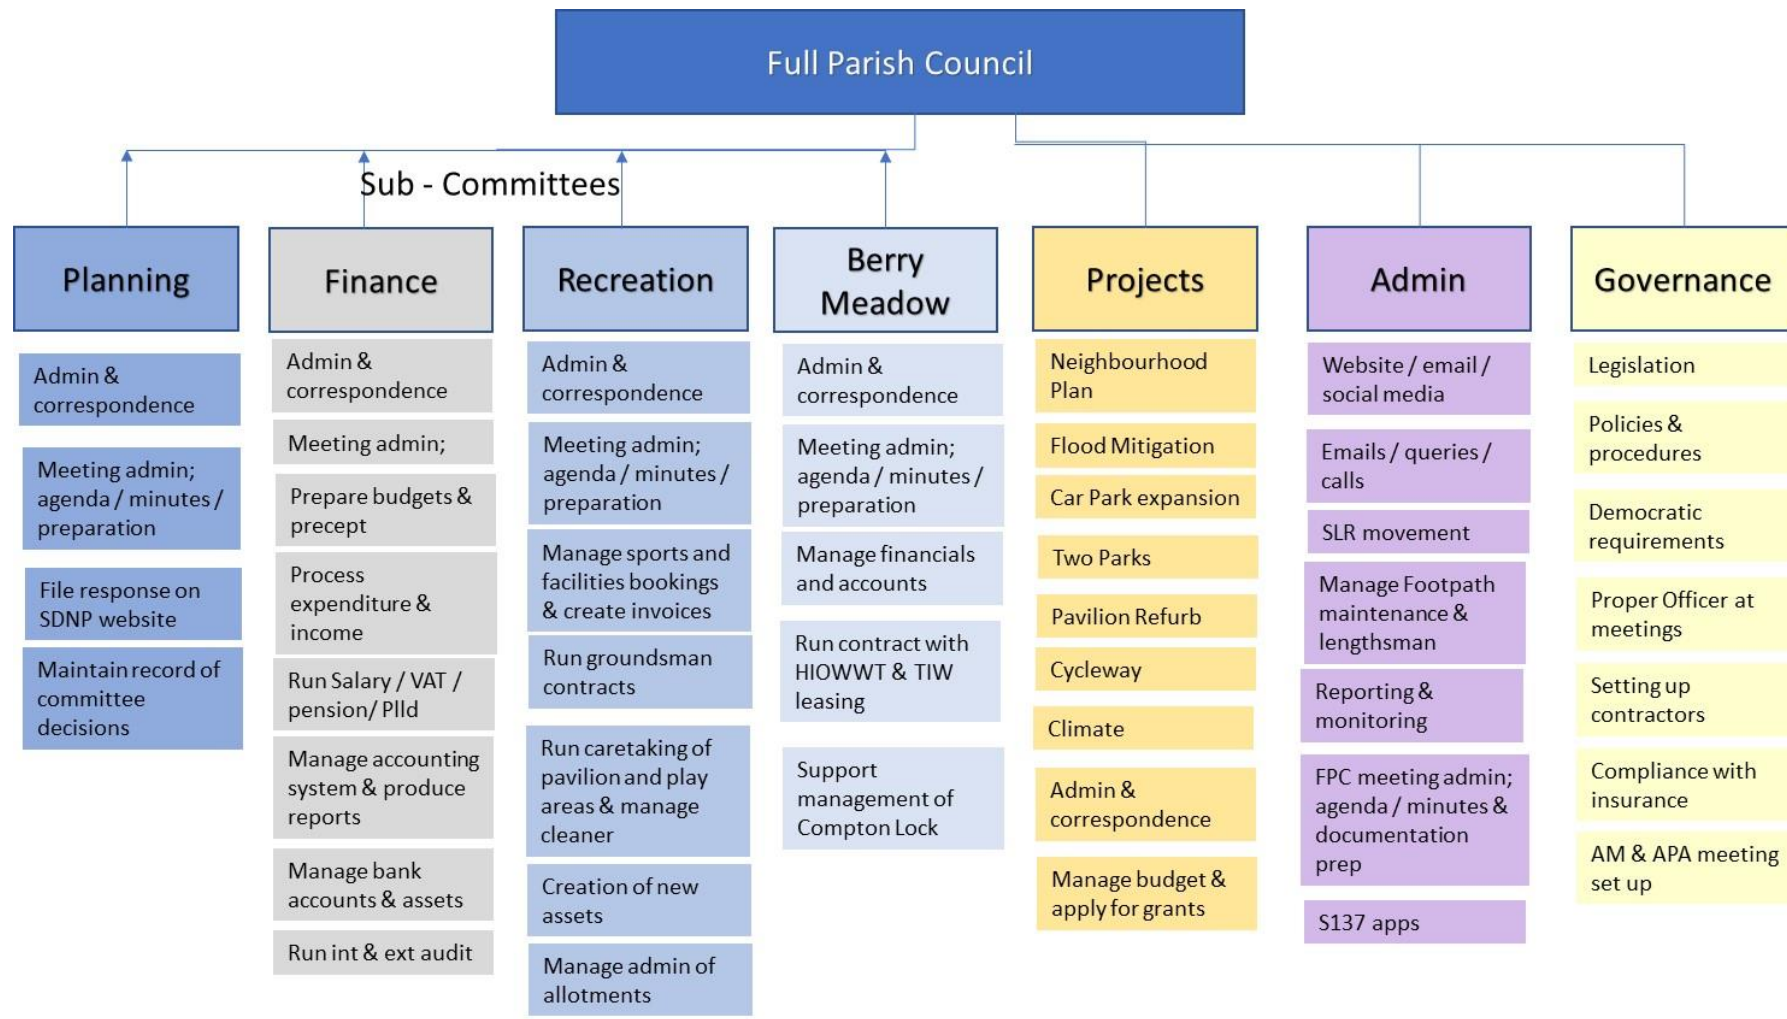 Full Parish Council
Sub - Committees
Planning
Admin &
correspondence
Meeting admin;
agenda / minutes /
preparation
File response on
SDNP website
Maintain record of
committee
decisions
Finance
Admin &
correspondence
Meeting admin;
Prepare budgets &
precept
Process
expenditure &
income
Run Salary / VAT /
pension/ Plld
Manage accounting
system & produce
reports
Manage bank
accounts & assets
Run int & ext audit
Recreation
Admin &
correspondence
Meeting admin;
agenda / minutes /
preparation
Manage sports and
facilities bookings
& create invoices
Run groundsman
contracts
Run caretaking of
pavilion and play
areas & manage
cleaner
Creation of new
assets
Manage admin of
allotments
Berry
Meadow
Admin &
correspondence
Meeting admin;
agenda / minutes /
preparation
Manage financials
and accounts
Run contract with
HIOWWT & TIW
leasing
Support
management of
Compton Lock
Projects
Neighbourhood
Plan
Flood Mitigation
Car Park expansion
Two Parks
Pavilion Refurb
Cycleway
Climate
Admin &
correspondence
Manage budget &
apply for grants
Admin
Website / email /
social media
Emails / queries /
calls
SLR movement
Manage Footpath
maintenance &
lengthsman
Reporting &
monitoring
FPC meeting admin;
agenda / minutes &
documentation
prep
S137 apps
Governance
Legislation
Policies &
procedures
Democratic
requirements
Proper Officer at
meetings
Setting up
contractors
Compliance with
insurance
AM & APA meeting
set up